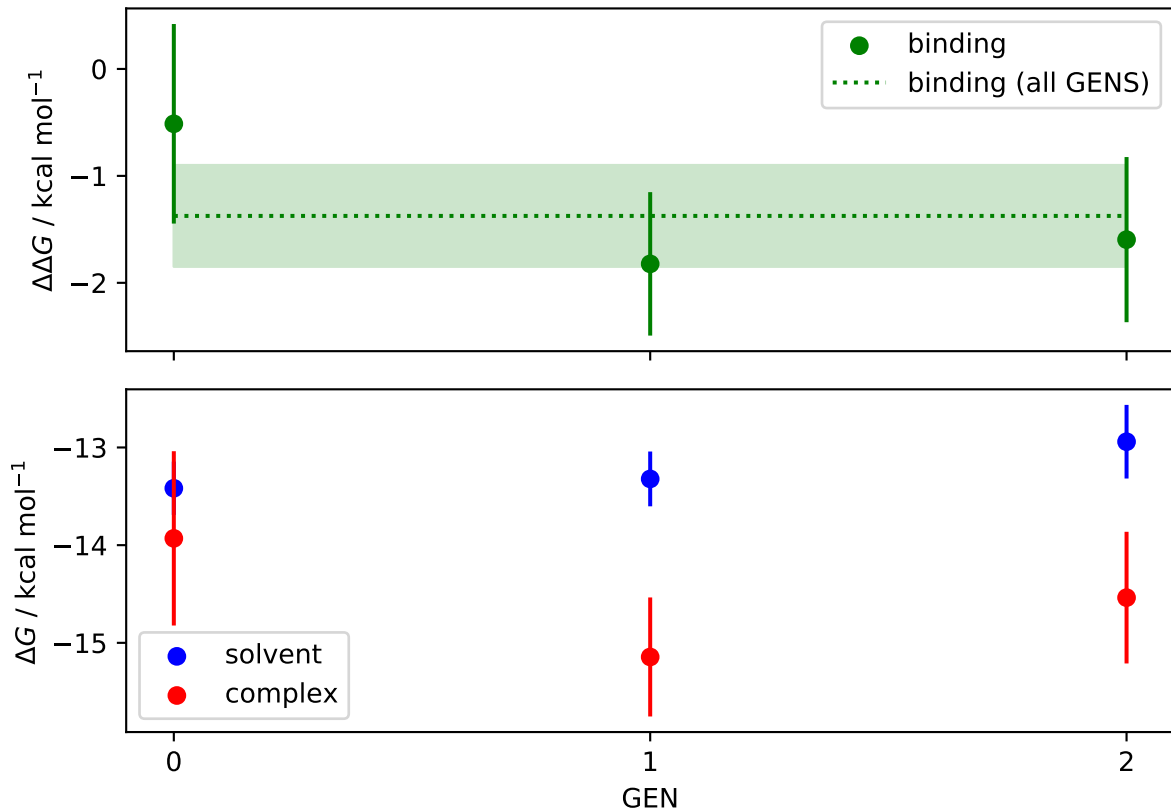 0
−1
−2
ΔΔG / kcal mol⁻¹
binding
binding (all GENS)
−13
−14
−15
ΔG / kcal mol⁻¹
solvent
complex
0 1 2
GEN